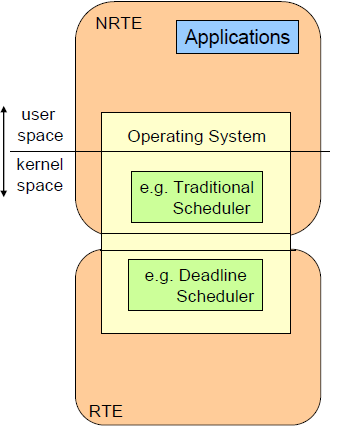 NRTE
Applications
user
space
Operating System
kernel
space
e.g. Traditional
Scheduler
e.g. Deadline
Scheduler
RTE